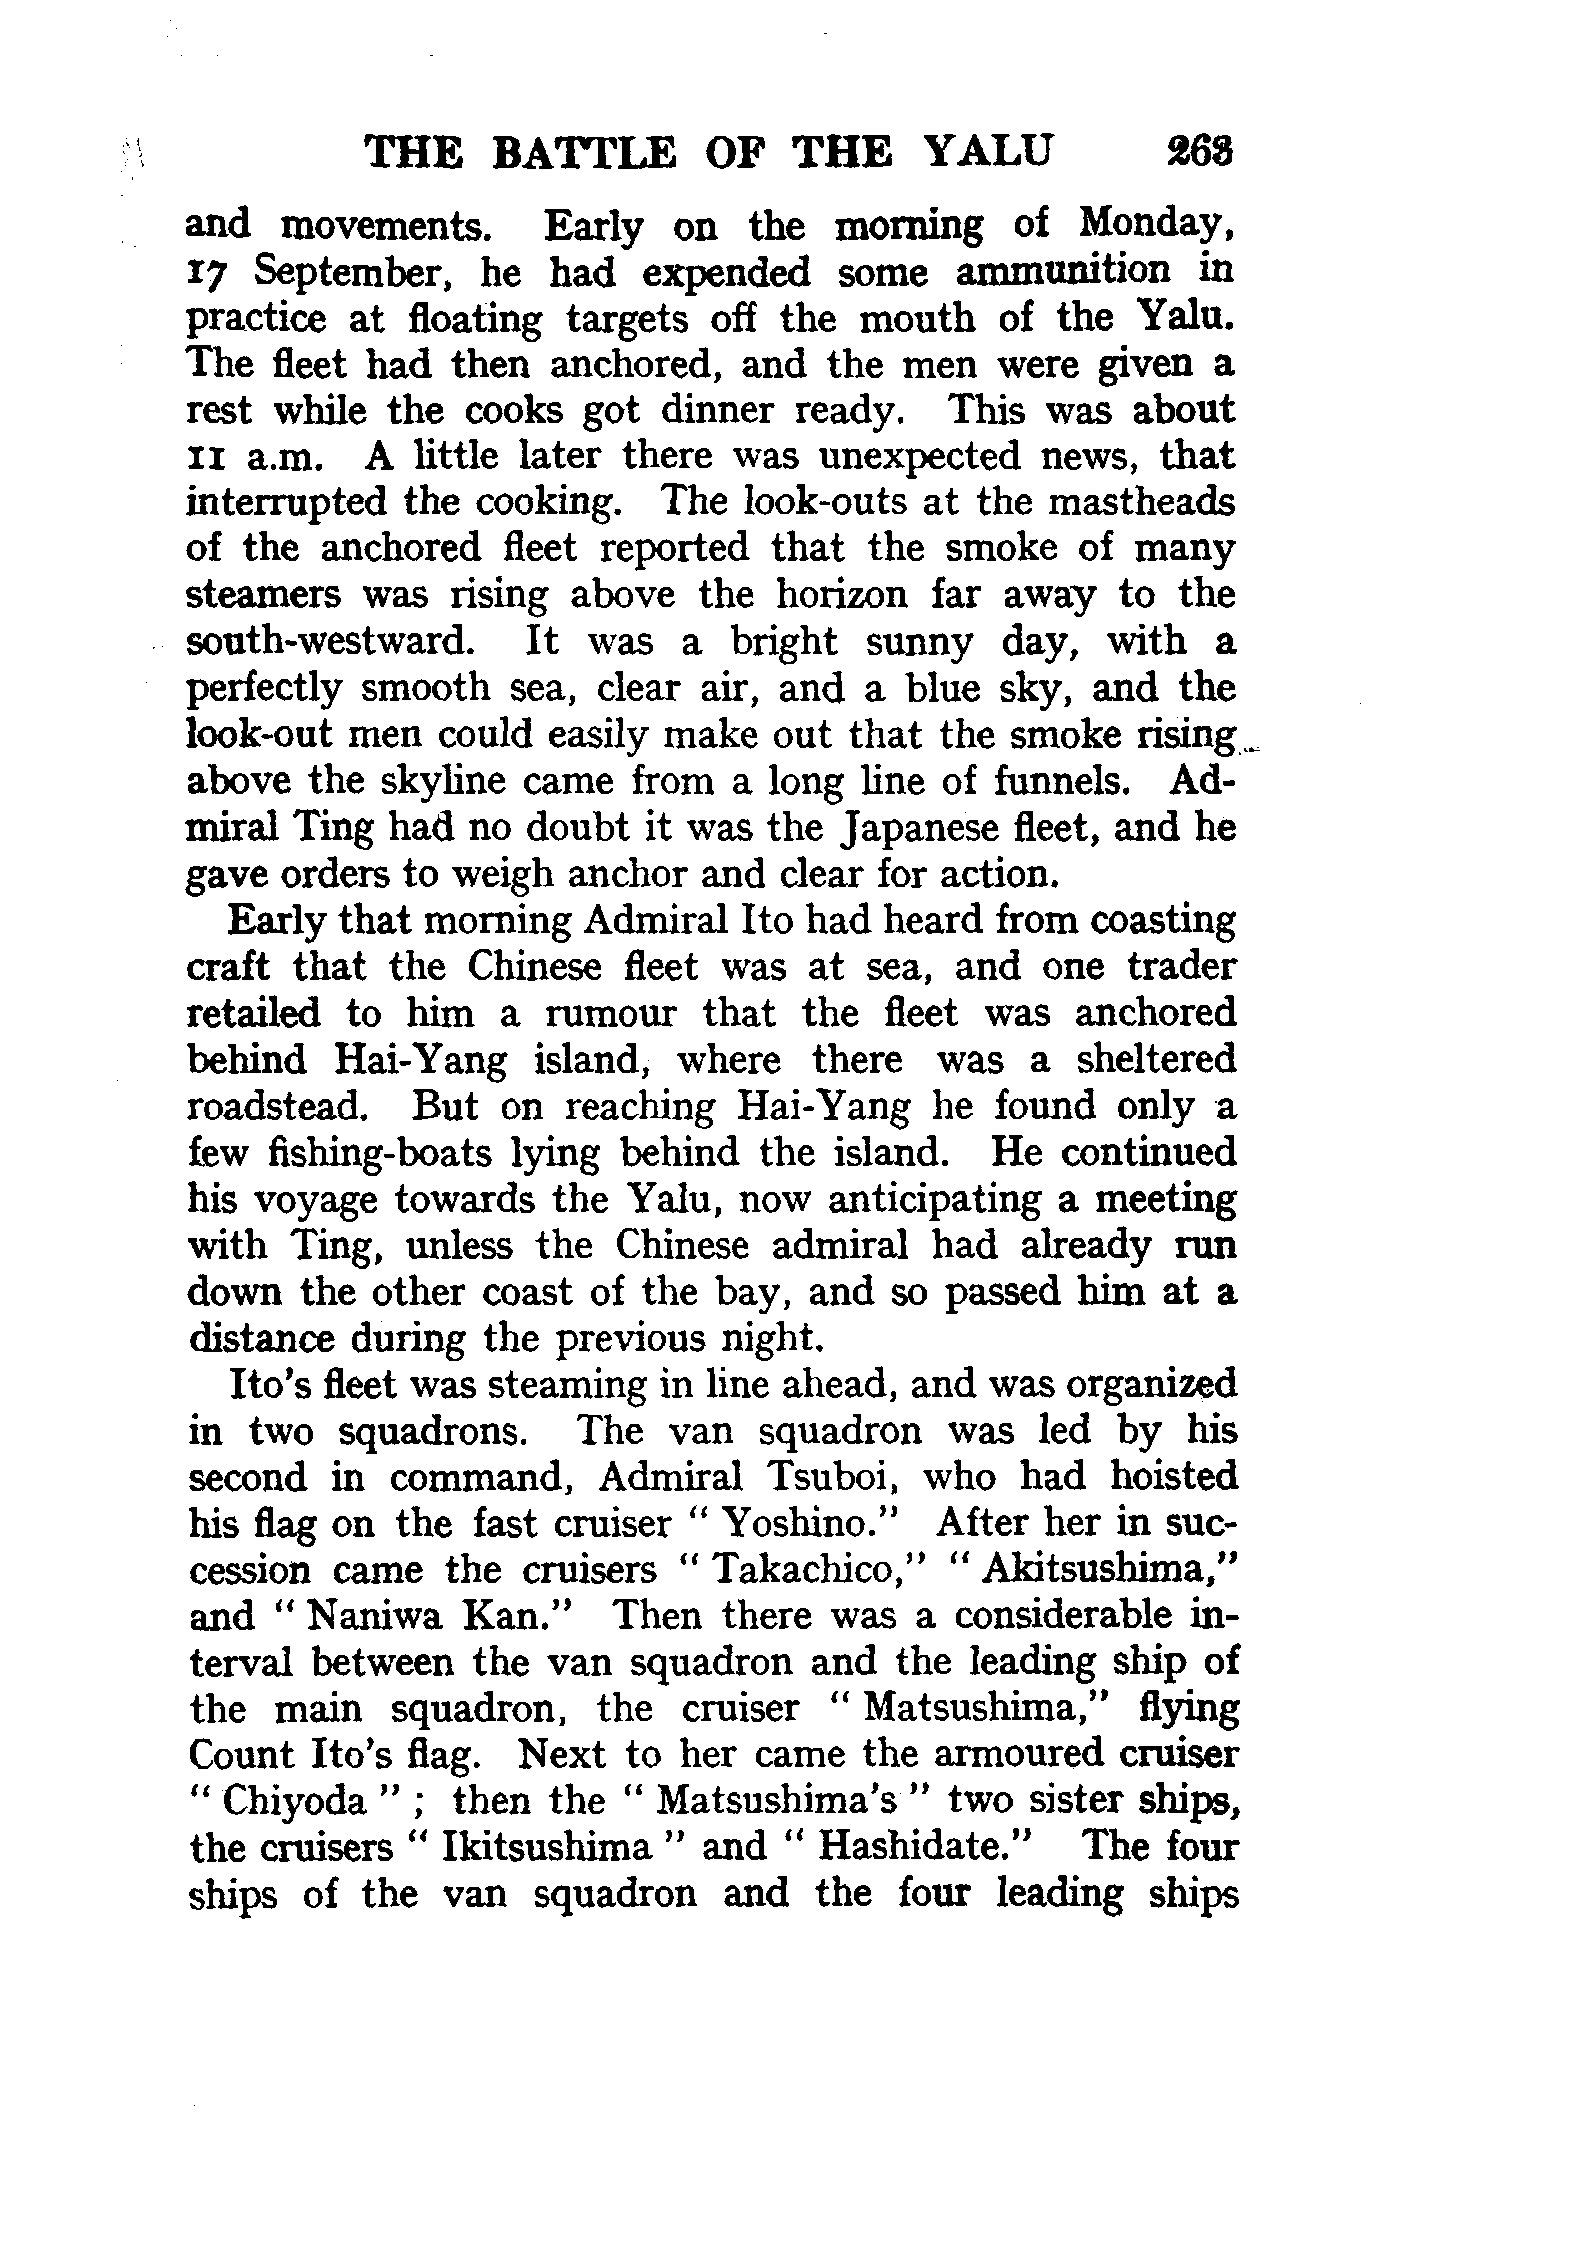 THE BATTLE OF THE YALU 263
and movements. Early on the morning of Monday,
17 September, he had expended some ammunition in
practice at floating targets off the mouth of the Yalu.
The fleet had then anchored, and the men were given a
rest while the cooks got dinner ready. This was about
11 a.m. A little later there was unexpected news, that
interrupted the cooking. The look-outs at the mastheads
of the anchored fleet reported that the smoke of many
steamers was rising above the horizon far away to the
south-westward. It was a bright sunny day, with a
perfectly smooth sea, clear air, and a blue sky, and the
look-out men could easily make out that the smoke rising
above the skyline came from a long line of funnels. Ad-
miral Ting had no doubt it was the Japanese fleet, and he
gave orders to weigh anchor and clear for action.
Early that morning Admiral Ito had heard from coasting
craft that the Chinese fleet was at sea, and one trader
retailed to him a rumour that the fleet was anchored
behind Hai-Yang island, where there was a sheltered
roadstead. But on reaching Hai-Yang he found only a
few fishing-boats lying behind the island. He continued
his voyage towards the Yalu, now anticipating a meeting
with Ting, unless the Chinese admiral had already run
down the other coast of the bay, and so passed him at a
distance during the previous night.
Ito's fleet was steaming in line ahead, and was organized
in two squadrons. The van squadron was led by his
second in command, Admiral Tsuboi, who had hoisted
his flag on the fast cruiser " Yoshino." After her in suc-
cession came the cruisers " Takachico," " Akitsushima,"
and " Naniwa Kan." Then there was a considerable in-
terval between the van squadron and the leading ship of
the main squadron, the cruiser " Matsushima," flying
Count Ito's flag. Next to her came the armoured cruiser
" Chiyoda " ; then the " Matsushima's " two sister ships,
the cruisers " Ikitsushima " and " Hashidate." The four
ships of the van squadron and the four leading ships